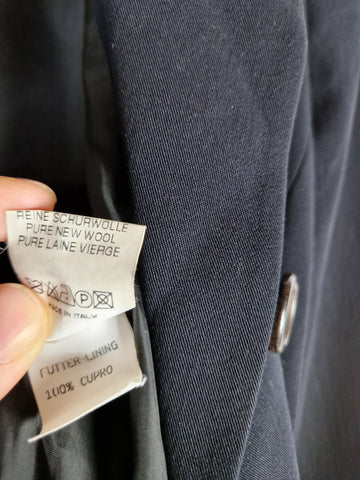 REINE SCHURWOLLE
PURE NEW WOOL
PURE LAINE VIERGE
P
MADE IN ITALY
FUTTER-LINING
100% CUPRO